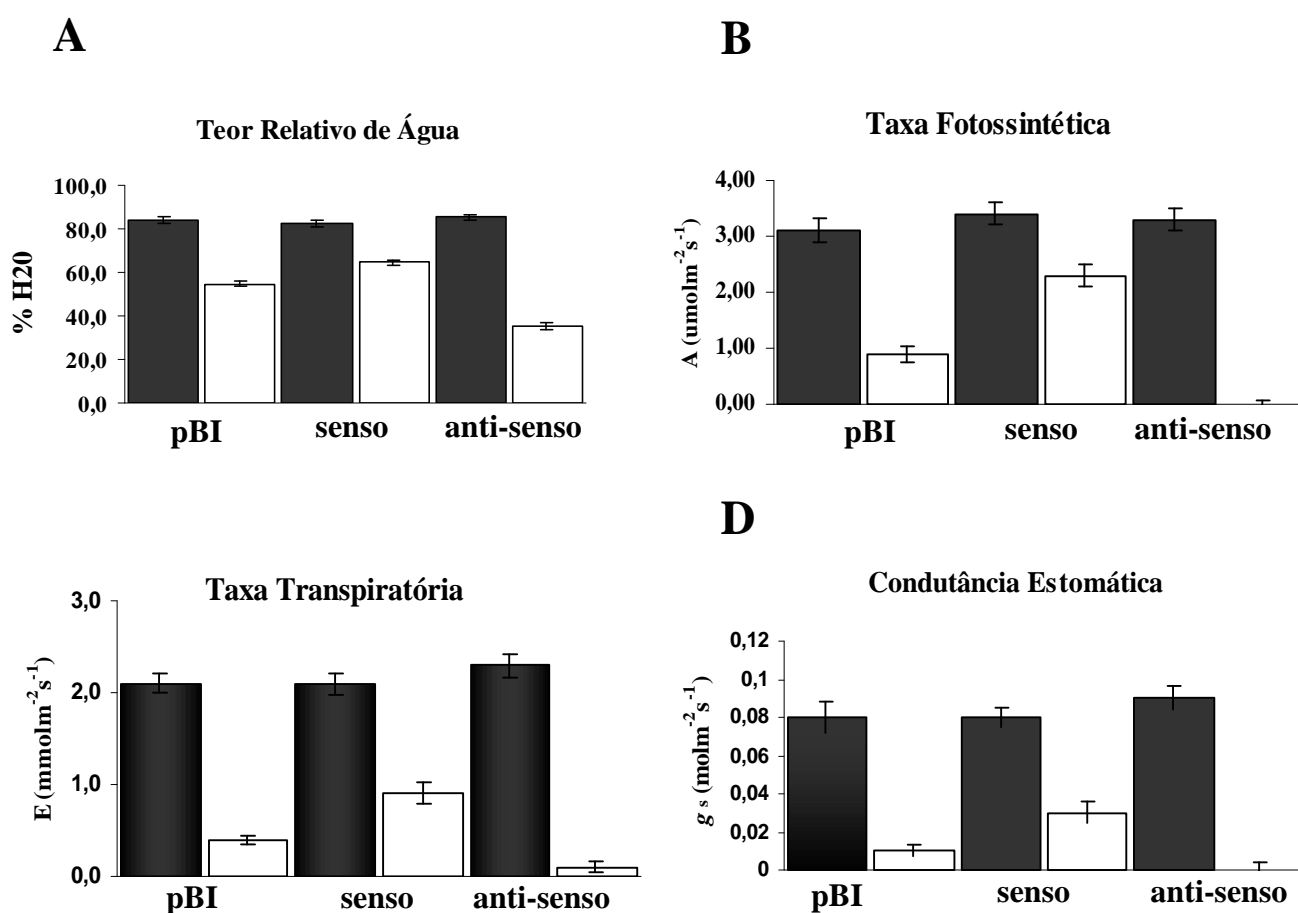 A
Teor Relativo de Água
% H20
100,0
80,0
60,0
40,0
20,0
0,0
pBI senso anti-senso
B
Taxa Fotossintética
A (umolm-2s-1)
4,00
3,00
2,00
1,00
0,00
pBI senso anti-senso
Taxa Transpiratória
E (mmolm-2s-1)
3,0
2,0
1,0
0,0
pBI senso anti-senso
D
Condutância Estomática
g s (molm-2s-1)
0,12
0,1
0,08
0,06
0,04
0,02
0
pBI senso anti-senso